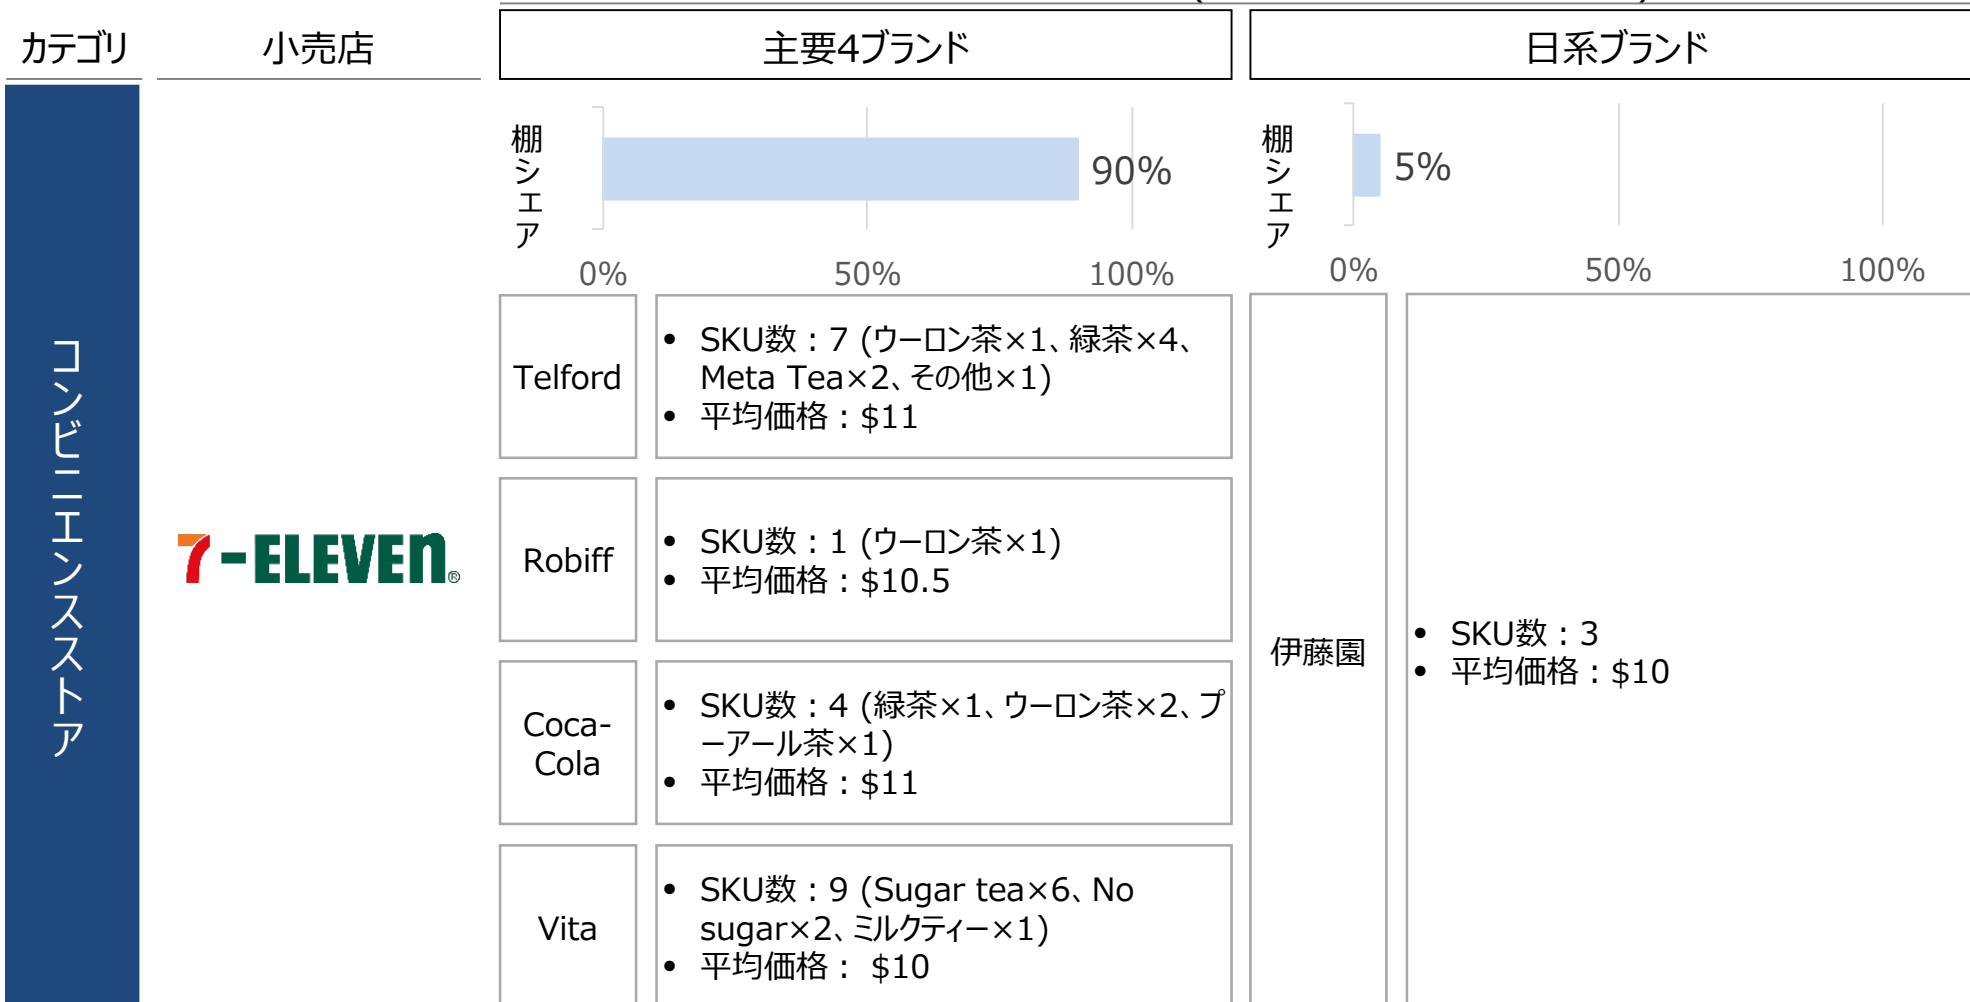 カテゴリ
小売店
主要4ブランド
日系ブランド
コンビニエンスストア
7-ELEVEn®
棚シェア
90%
0%
50%
100%
棚シェア
5%
0%
50%
100%
Telford
• SKU数：7 (ウーロン茶×1、緑茶×4、
Meta Tea×2、その他×1)
• 平均価格：$11
Robiff
• SKU数：1 (ウーロン茶×1)
• 平均価格：$10.5
Coca-
Cola
• SKU数：4 (緑茶×1、ウーロン茶×2、プ
ーアール茶×1)
• 平均価格：$11
Vita
• SKU数：9 (Sugar tea×6、No
sugar×2、ミルクティー×1)
• 平均価格： $10
伊藤園
• SKU数：3
• 平均価格：$10